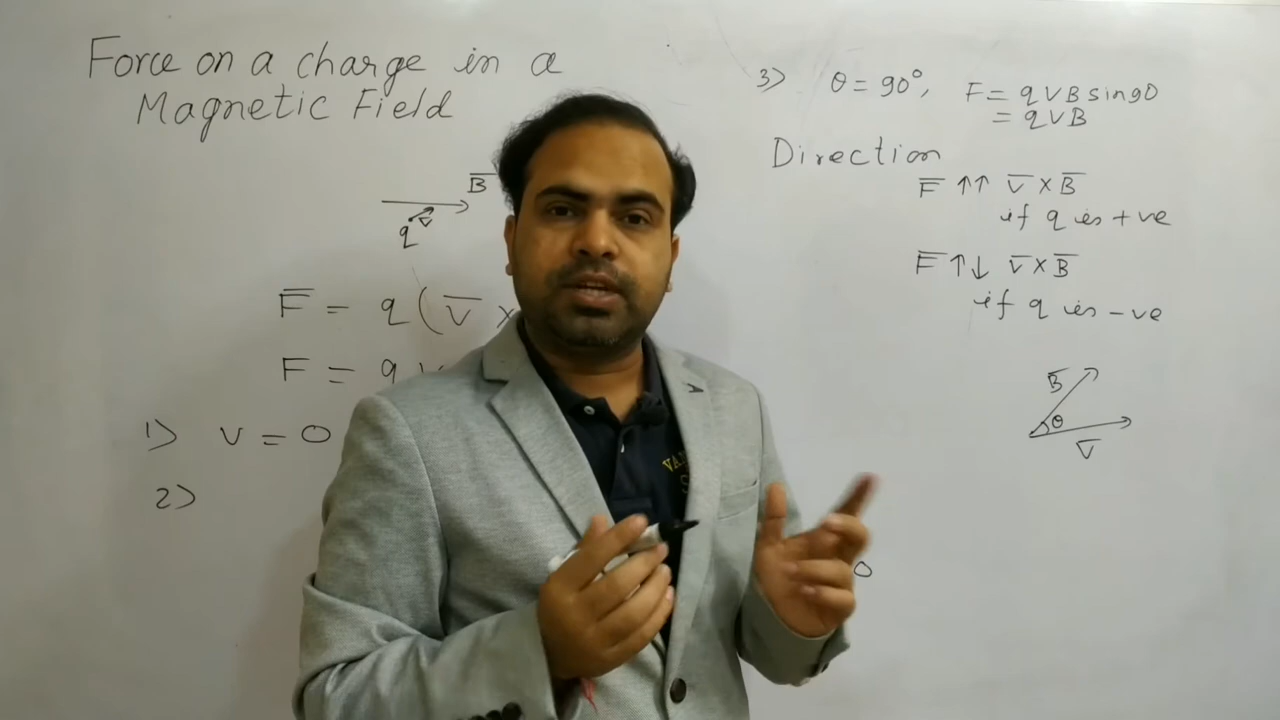 Force on a charge in a
Magnetic Field
B̅
v̅
q
F̅ = q ( v̅ ×
F = q v
1) v = 0
2)
3) θ = 90°, F = qVB sin90
= qVB
Direction
F̅ ↑↑ v̅ × B̅
if q is +ve
F̅ ↑↓ v̅ × B̅
if q is -ve
B̅
θ
v̅
0